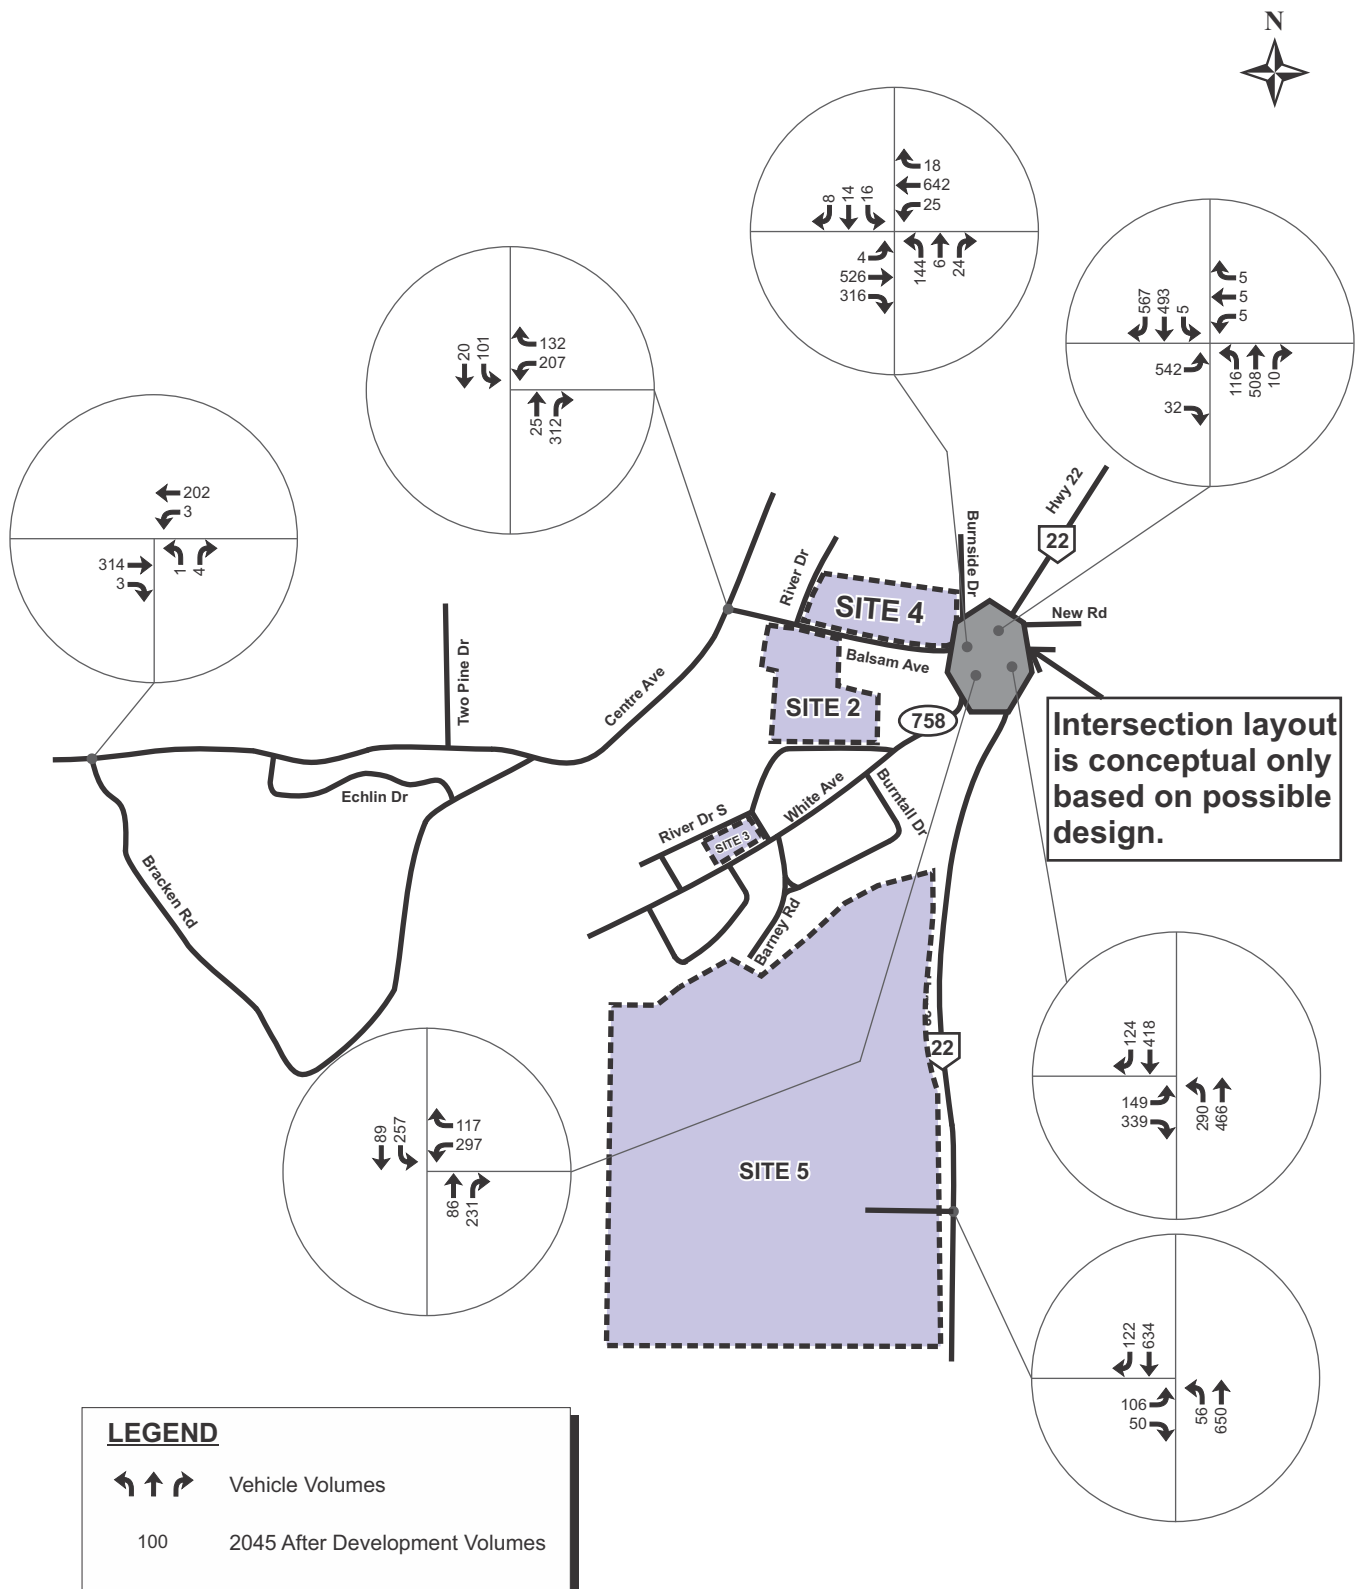 N
18
642
25
8
14
16
4
526
316
144
6
24
5
5
5
567
493
5
542
32
116
508
10
132
207
20
101
25
312
202
3
314
3
1
4
Hwy 22
22
Burnside Dr
New Rd
River Dr
SITE 4
Balsam Ave
Two Pine Dr
Centre Ave
SITE 2
758
Intersection layout
is conceptual only
based on possible
design.
Echlin Dr
White Ave
Burntall Dr
River Dr S
SITE 3
Bracken Rd
Barney Rd
22
124
418
149
339
290
466
89
257
117
297
86
231
SITE 5
122
634
106
50
56
650
LEGEND
Vehicle Volumes
100
2045 After Development Volumes